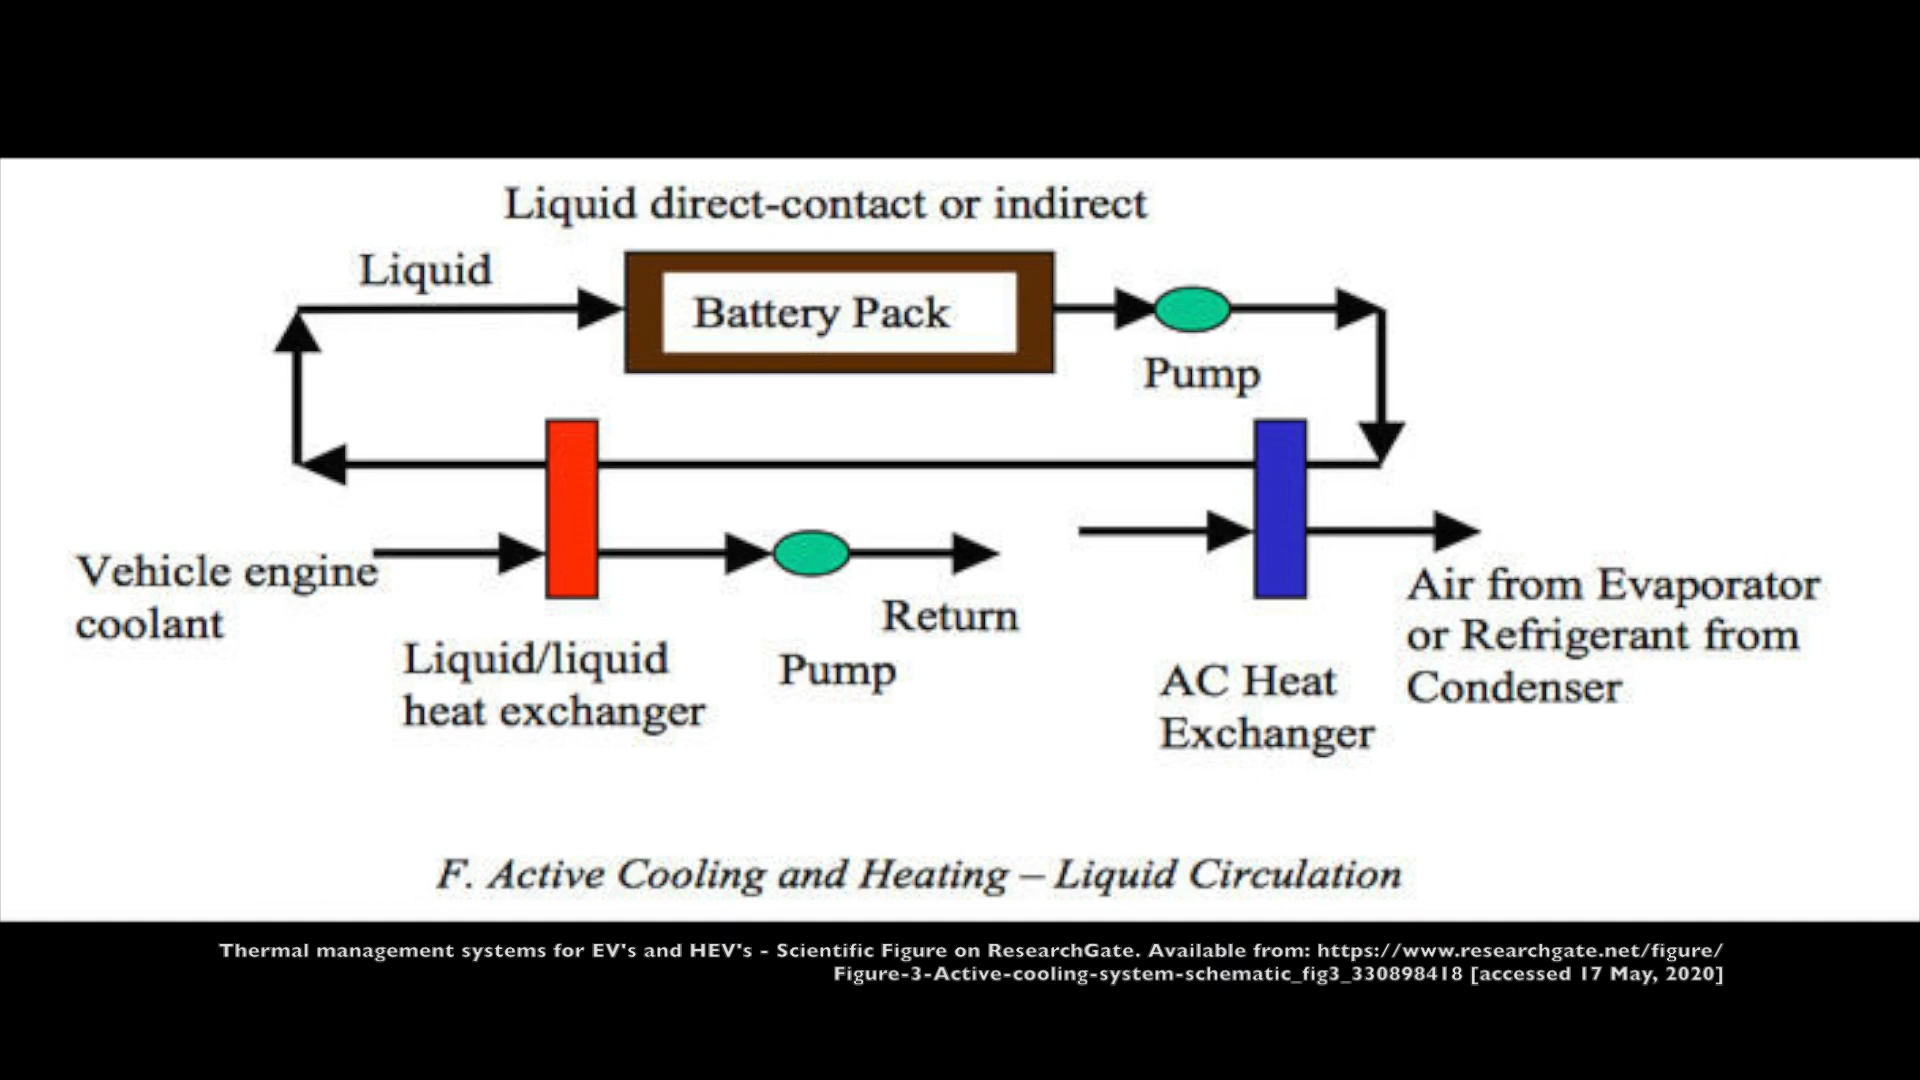 Liquid direct-contact or indirect
Liquid
Battery Pack
Pump
Vehicle engine
coolant
Liquid/liquid
heat exchanger
Pump
Return
AC Heat
Exchanger
Air from Evaporator
or Refrigerant from
Condenser
F. Active Cooling and Heating – Liquid Circulation
Thermal management systems for EV's and HEV's - Scientific Figure on ResearchGate. Available from: https://www.researchgate.net/figure/
Figure-3-Active-cooling-system-schematic_fig3_330898418 [accessed 17 May, 2020]